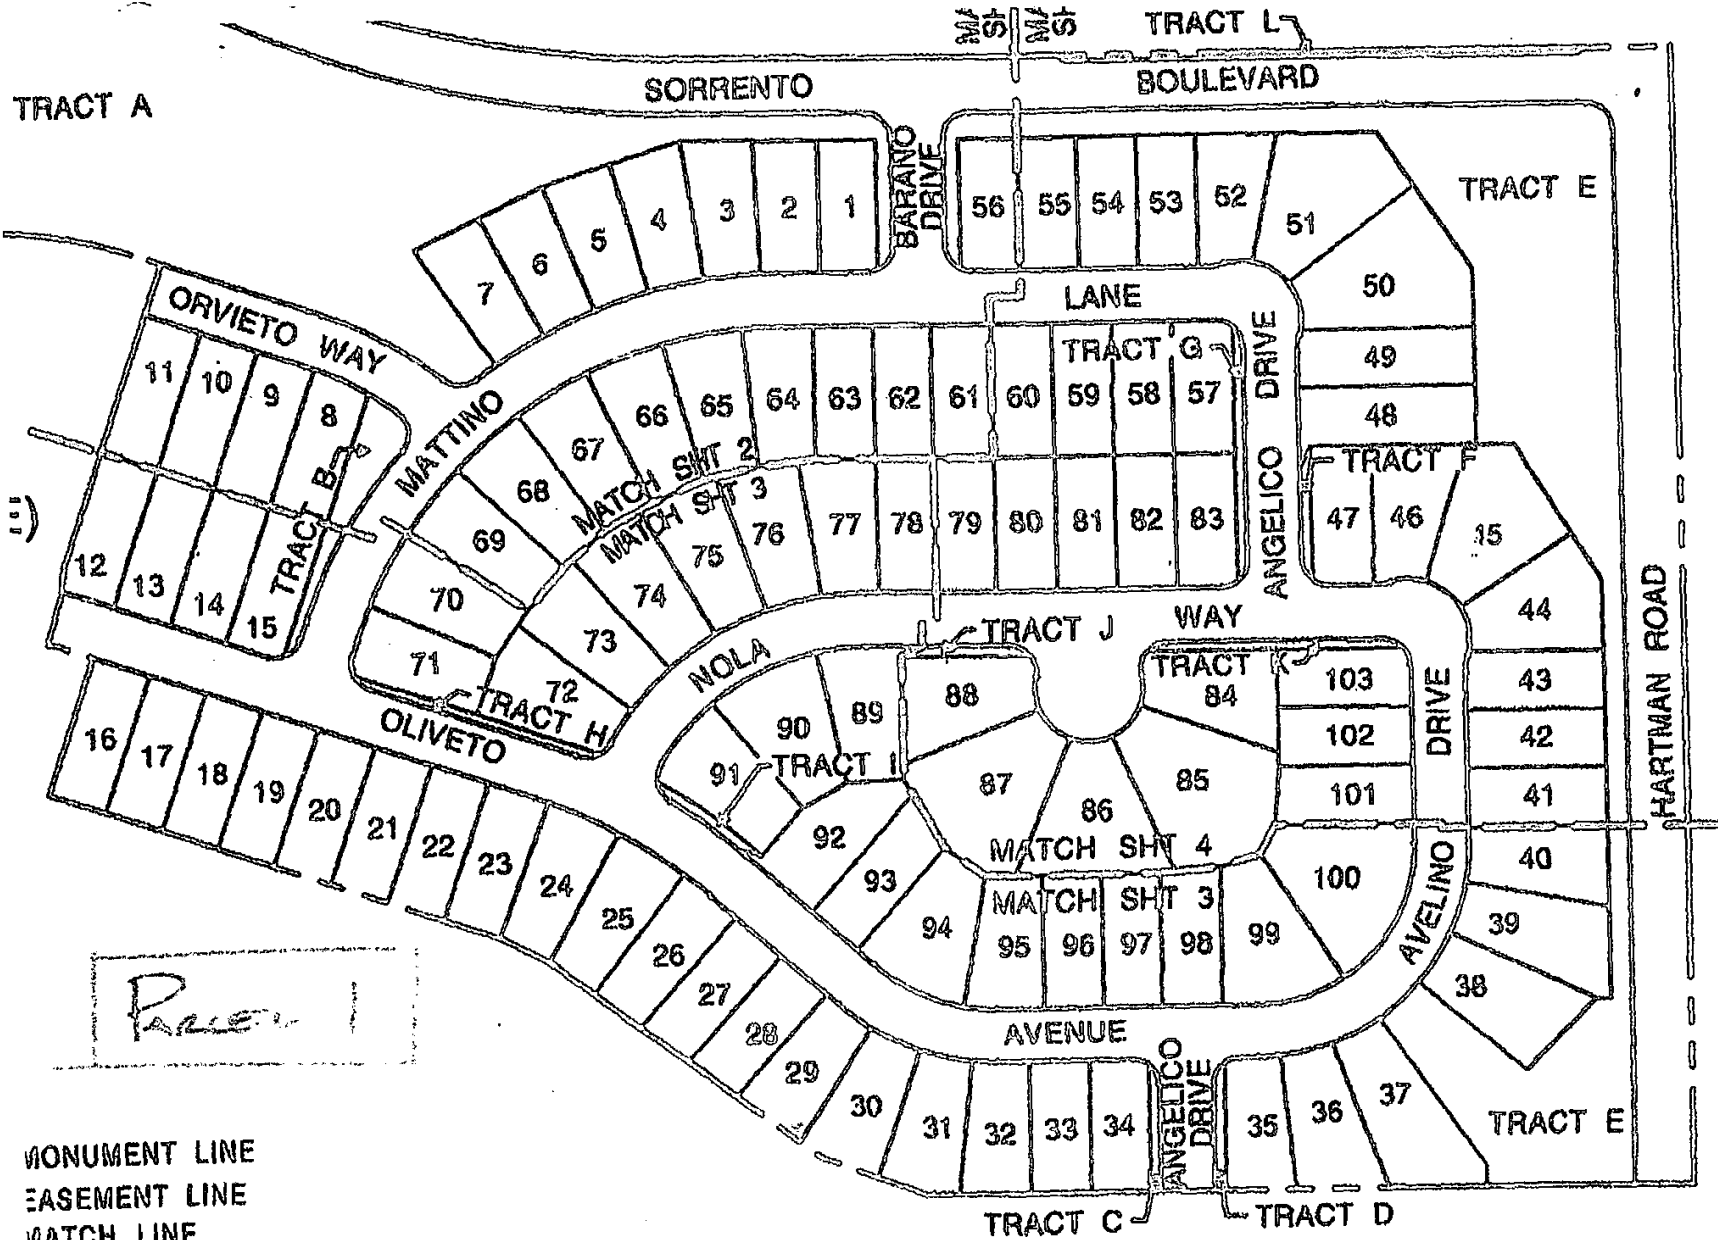 TRACT L
SORRENTO BOULEVARD
TRACT A
BARANO
DRIVE
TRACT E
7 6 5 4 3 2 1
56 55 54 53 52 51
50
49
48
LANE
ORVIETO WAY
11 10 9 8
TRACT B
MATTINO
66 65 64 63 62 61 60 59 58 57
TRACT G
ANGELICO DRIVE
70 69 68 67
MATCH SHT 2
MATCH SHT 3
71
72 73 74 75 76 77 78 79 80 81 82 83
TRACT F
47 46 15
44
43
42
41
40
39
38
HARTMAN ROAD
12 13 14 15
NOLA WAY
TRACT J
TRACT K
TRACT H
OLIVETO
88
84
103
102
101
100
DRIVE
AVELINO
91 90 89
TRACT I
87 86 85
92
93
94
MATCH SHT 4
MATCH SHT 3
95 96 97 98 99
16 17 18 19 20 21 22 23 24 25 26 27 28 29 30 31 32 33 34
AVENUE
ANGELICO
DRIVE
35 36 37
TRACT E
TRACT C
TRACT D
PARCEL 1
MONUMENT LINE
EASEMENT LINE
MATCH LINE